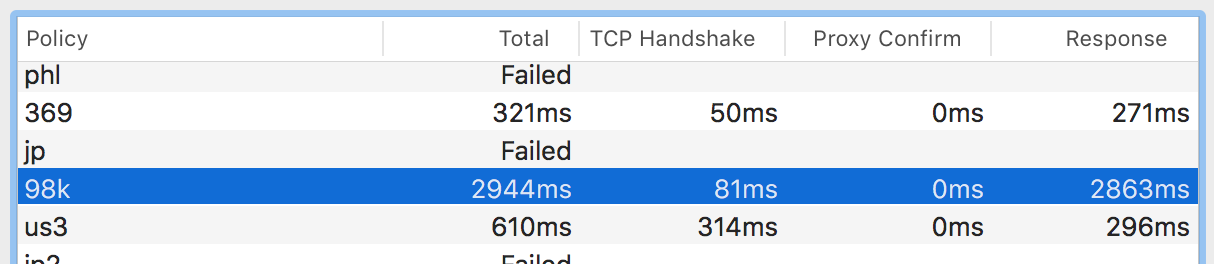 Policy Total TCP Handshake Proxy Confirm Response
phl Failed
369 321ms 50ms 0ms 271ms
jp Failed
98k 2944ms 81ms 0ms 2863ms
us3 610ms 314ms 0ms 296ms
jp2 Failed